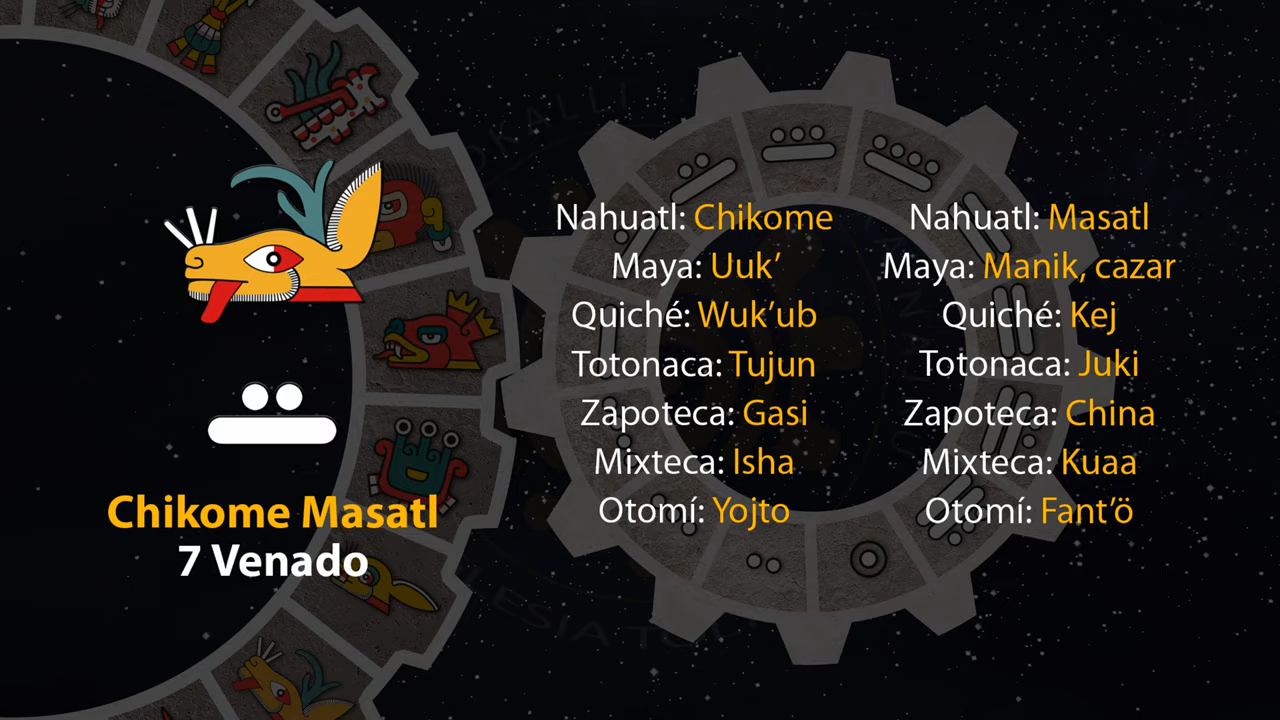 Chikome Masatl
7 Venado
Nahuatl: Chikome
Maya: Uuk’
Quiché: Wuk’ub
Totonaca: Tujun
Zapoteca: Gasi
Mixteca: Isha
Otomí: Yojto
Nahuatl: Masatl
Maya: Manik, cazar
Quiché: Kej
Totonaca: Juki
Zapoteca: China
Mixteca: Kuaa
Otomí: Fant’ö